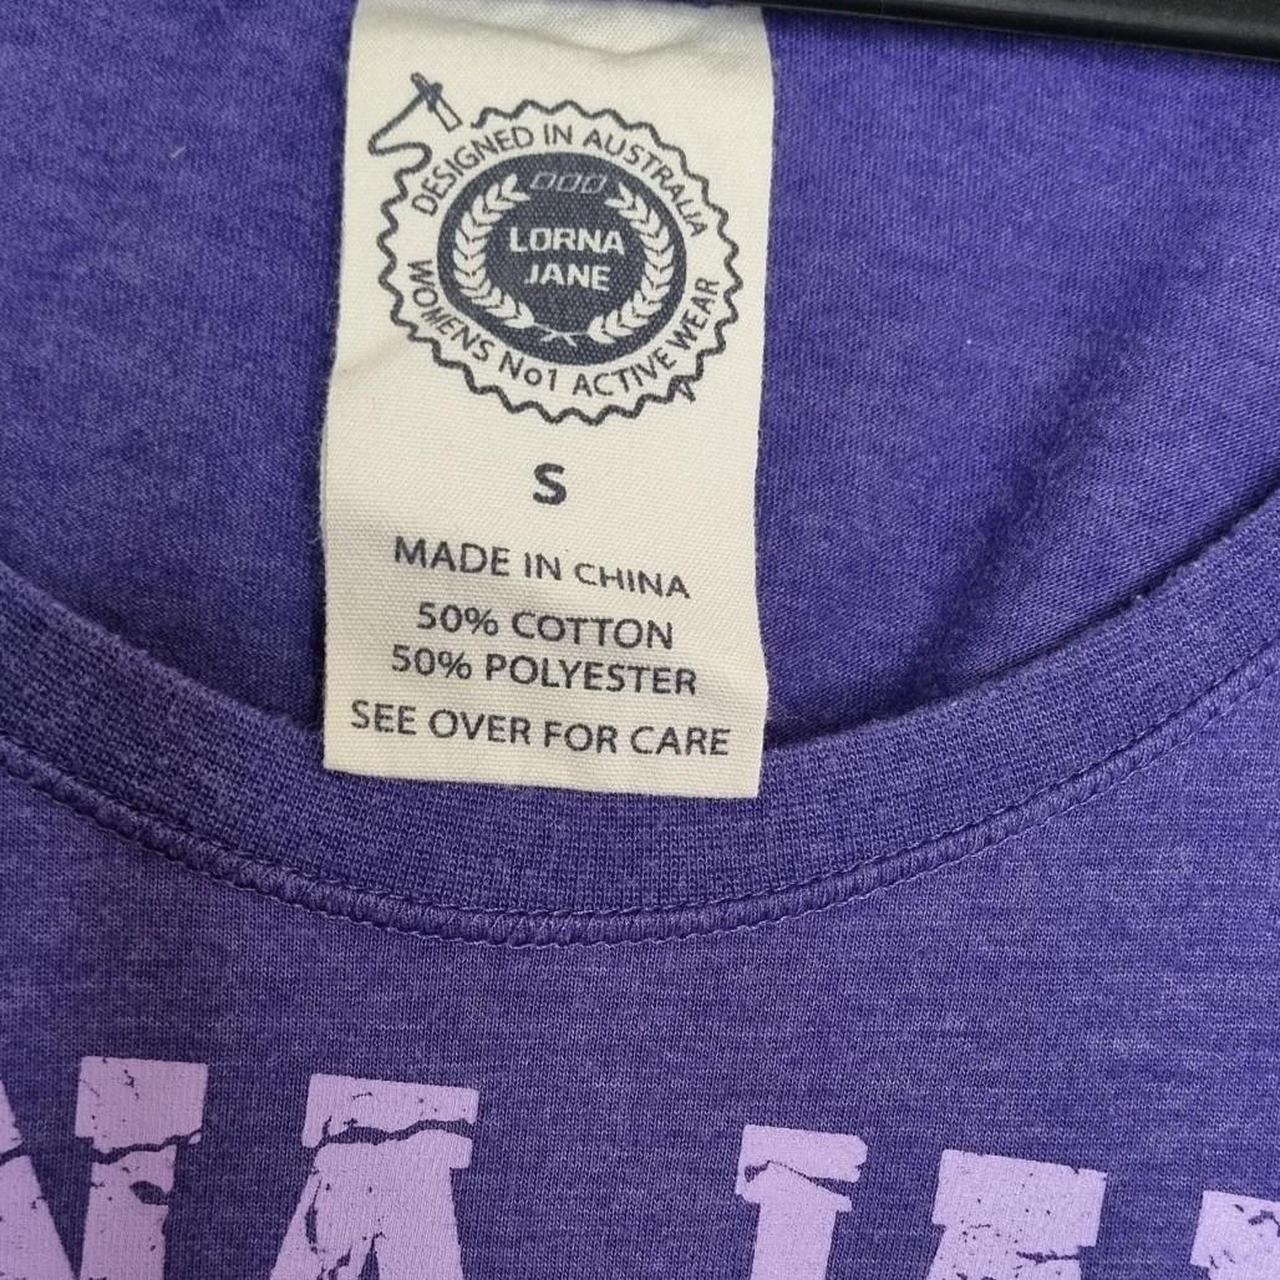 DESIGNED IN AUSTRALIA
LORNA
JANE
WOMEN'S No1 ACTIVE WEAR
S
MADE IN CHINA
50% COTTON
50% POLYESTER
SEE OVER FOR CARE